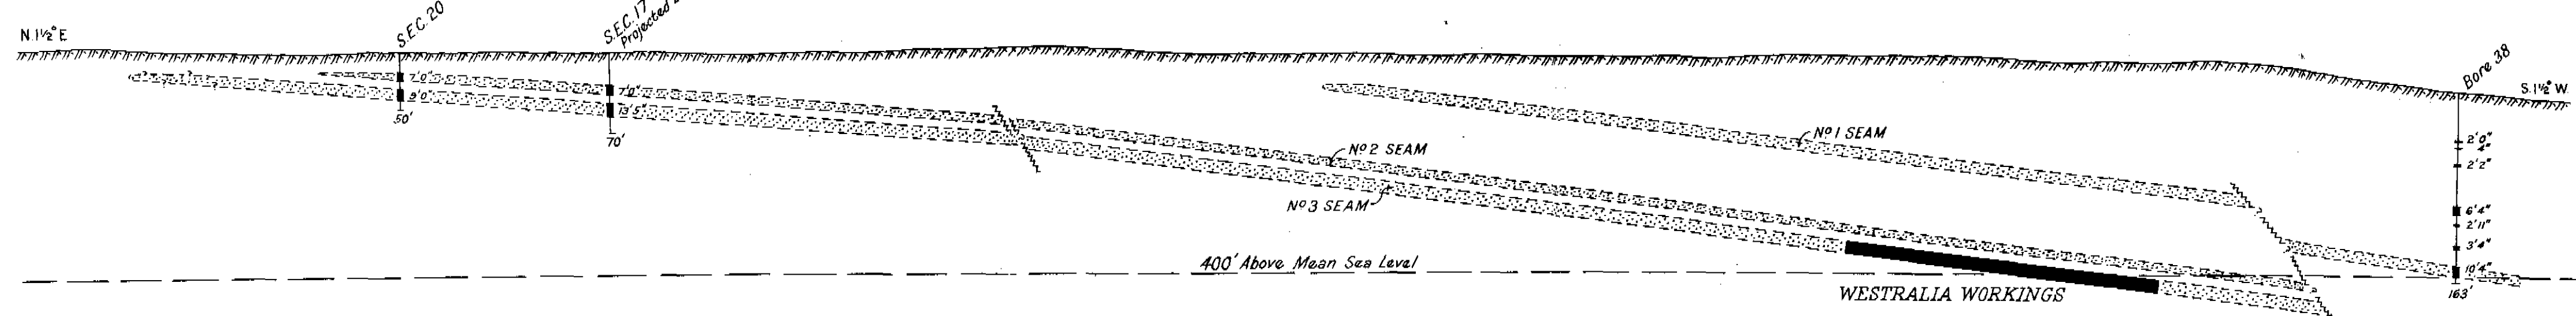 N. 1½° E
S.E.C. 20
S.E.C. 17
Projected
Bore 38
S. 1½° W.
7'0"
9'0"
50'
7'0"
13'5"
70'
Nº 1 SEAM
Nº 2 SEAM
Nº 3 SEAM
2'0"
4"
2'2"
6'4"
2'11"
3'4"
10'4"
163'
400' Above Mean Sea Level
WESTRALIA WORKINGS